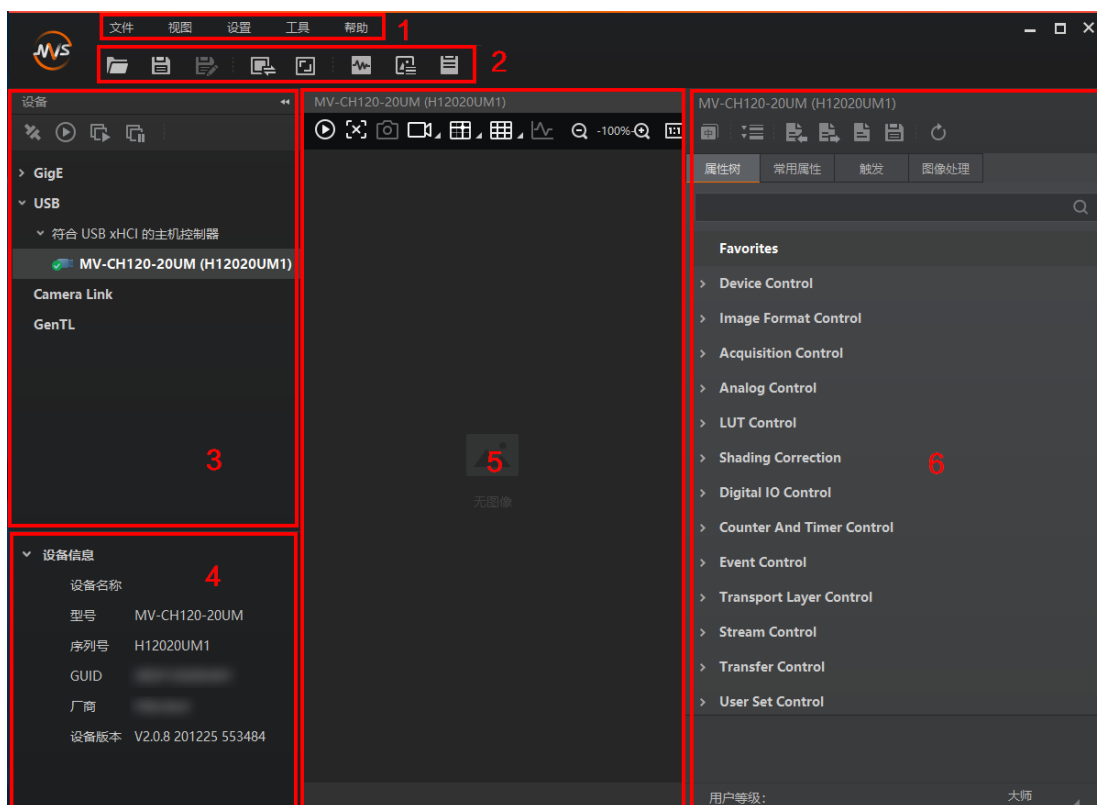 文件 视图 设置 工具 帮助 1
MVS
2
设备
GigE
USB
符合 USB xHCI 的主机控制器
MV-CH120-20UM (H12020UM1)
Camera Link
GenTL
3
设备信息
4
设备名称
型号 MV-CH120-20UM
序列号 H12020UM1
GUID
厂商
设备版本 V2.0.8 201225 553484
MV-CH120-20UM (H12020UM1)
-100%-
1:1
5
无图像
MV-CH120-20UM (H12020UM1)
属性树 常用属性 触发 图像处理
Favorites
Device Control
Image Format Control
Acquisition Control
Analog Control
LUT Control
Shading Correction
6
Digital IO Control
Counter And Timer Control
Event Control
Transport Layer Control
Stream Control
Transfer Control
User Set Control
用户等级: 大师